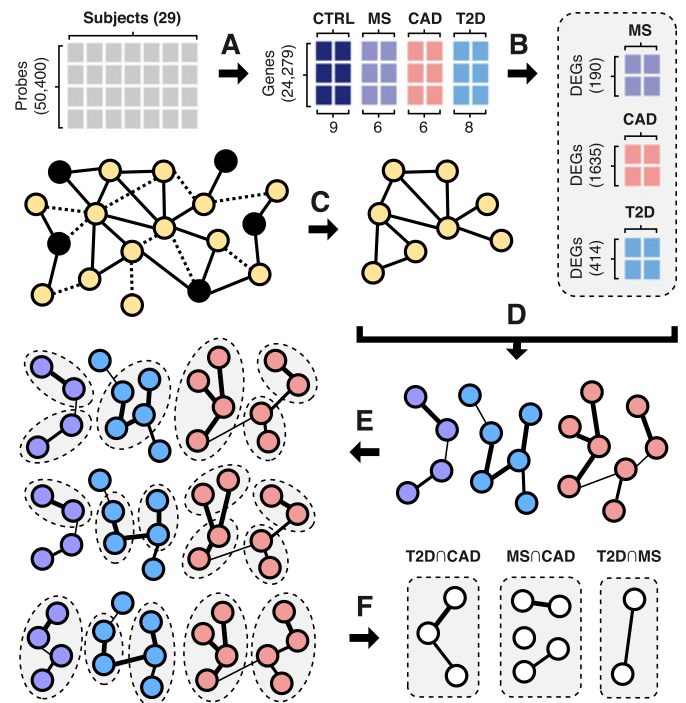 Subjects (29)
A
CTRL MS CAD T2D
B
Probes
(50,400)
Genes
(24,279)
9 6 6 8
MS
DEGs
(190)
CAD
DEGs
(1635)
T2D
DEGs
(414)
C
D
E
T2D∩CAD MS∩CAD T2D∩MS
F